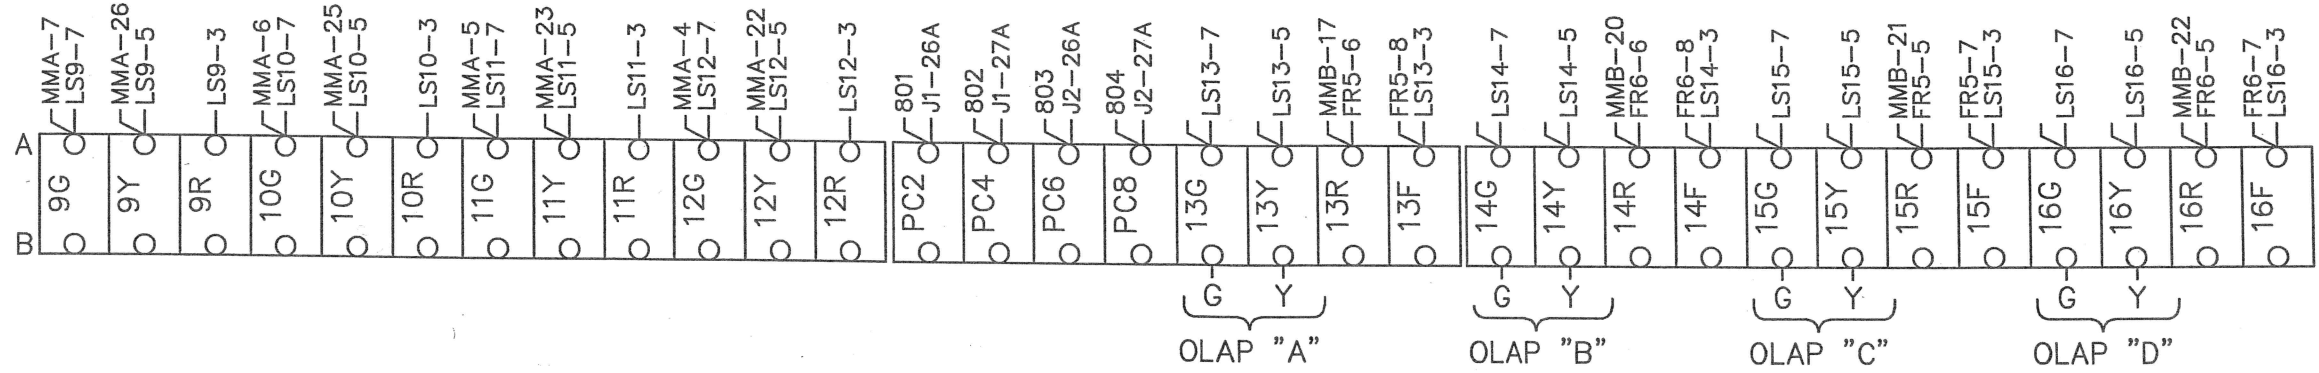 MMA-7
LS9-7
MMA-26
LS9-5
LS9-3
MMA-6
LS10-7
MMA-25
LS10-5
LS10-3
MMA-5
LS11-7
MMA-23
LS11-5
LS11-3
MMA-4
LS12-7
MMA-22
LS12-5
LS12-3
801
J1-26A
802
J1-27A
803
J2-26A
804
J2-27A
LS13-7
LS13-5
MMB-17
FR5-6
FR5-8
LS13-3
LS14-7
LS14-5
MMB-20
FR6-6
FR6-8
LS14-3
LS15-7
LS15-5
MMB-21
FR5-5
FR5-7
LS15-3
LS16-7
LS16-5
MMB-22
FR6-5
FR6-7
LS16-3
A
9G
9Y
9R
10G
10Y
10R
11G
11Y
11R
12G
12Y
12R
PC2
PC4
PC6
PC8
13G
13Y
13R
13F
14G
14Y
14R
14F
15G
15Y
15R
15F
16G
16Y
16R
16F
B
G Y
G Y
G Y
G Y
OLAP "A"
OLAP "B"
OLAP "C"
OLAP "D"